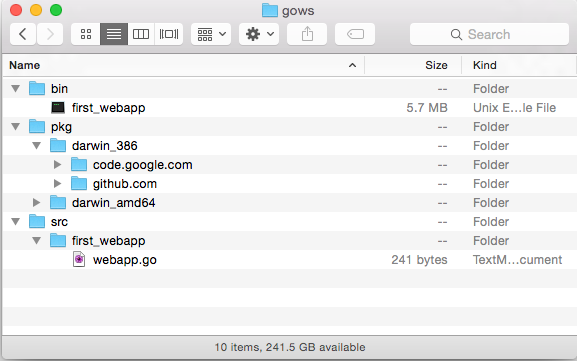 gows
Search
Name Size Kind
bin -- Folder
first_webapp 5.7 MB Unix E...le File
pkg -- Folder
darwin_386 -- Folder
code.google.com -- Folder
github.com -- Folder
darwin_amd64 -- Folder
src -- Folder
first_webapp -- Folder
webapp.go 241 bytes TextM...cument
10 items, 241.5 GB available